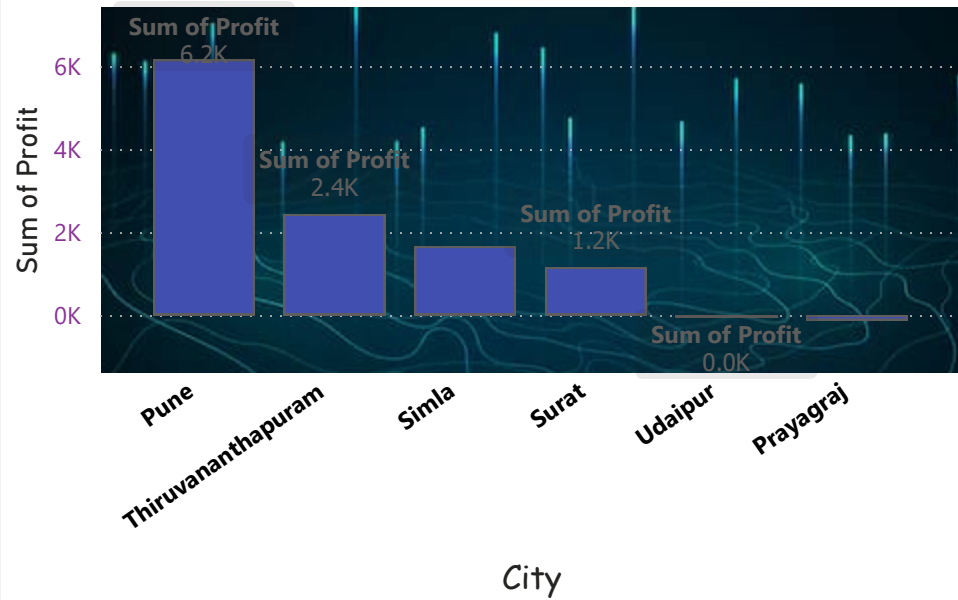 Sum of Profit
6.2K
6K
Sum of Profit
2.4K
4K
Sum of Profit
1.2K
2K
0K
Sum of Profit
0.0K
Sum of Profit
Pune
Thiruvananthapuram
Simla
Surat
Udaipur
Prayagraj
City